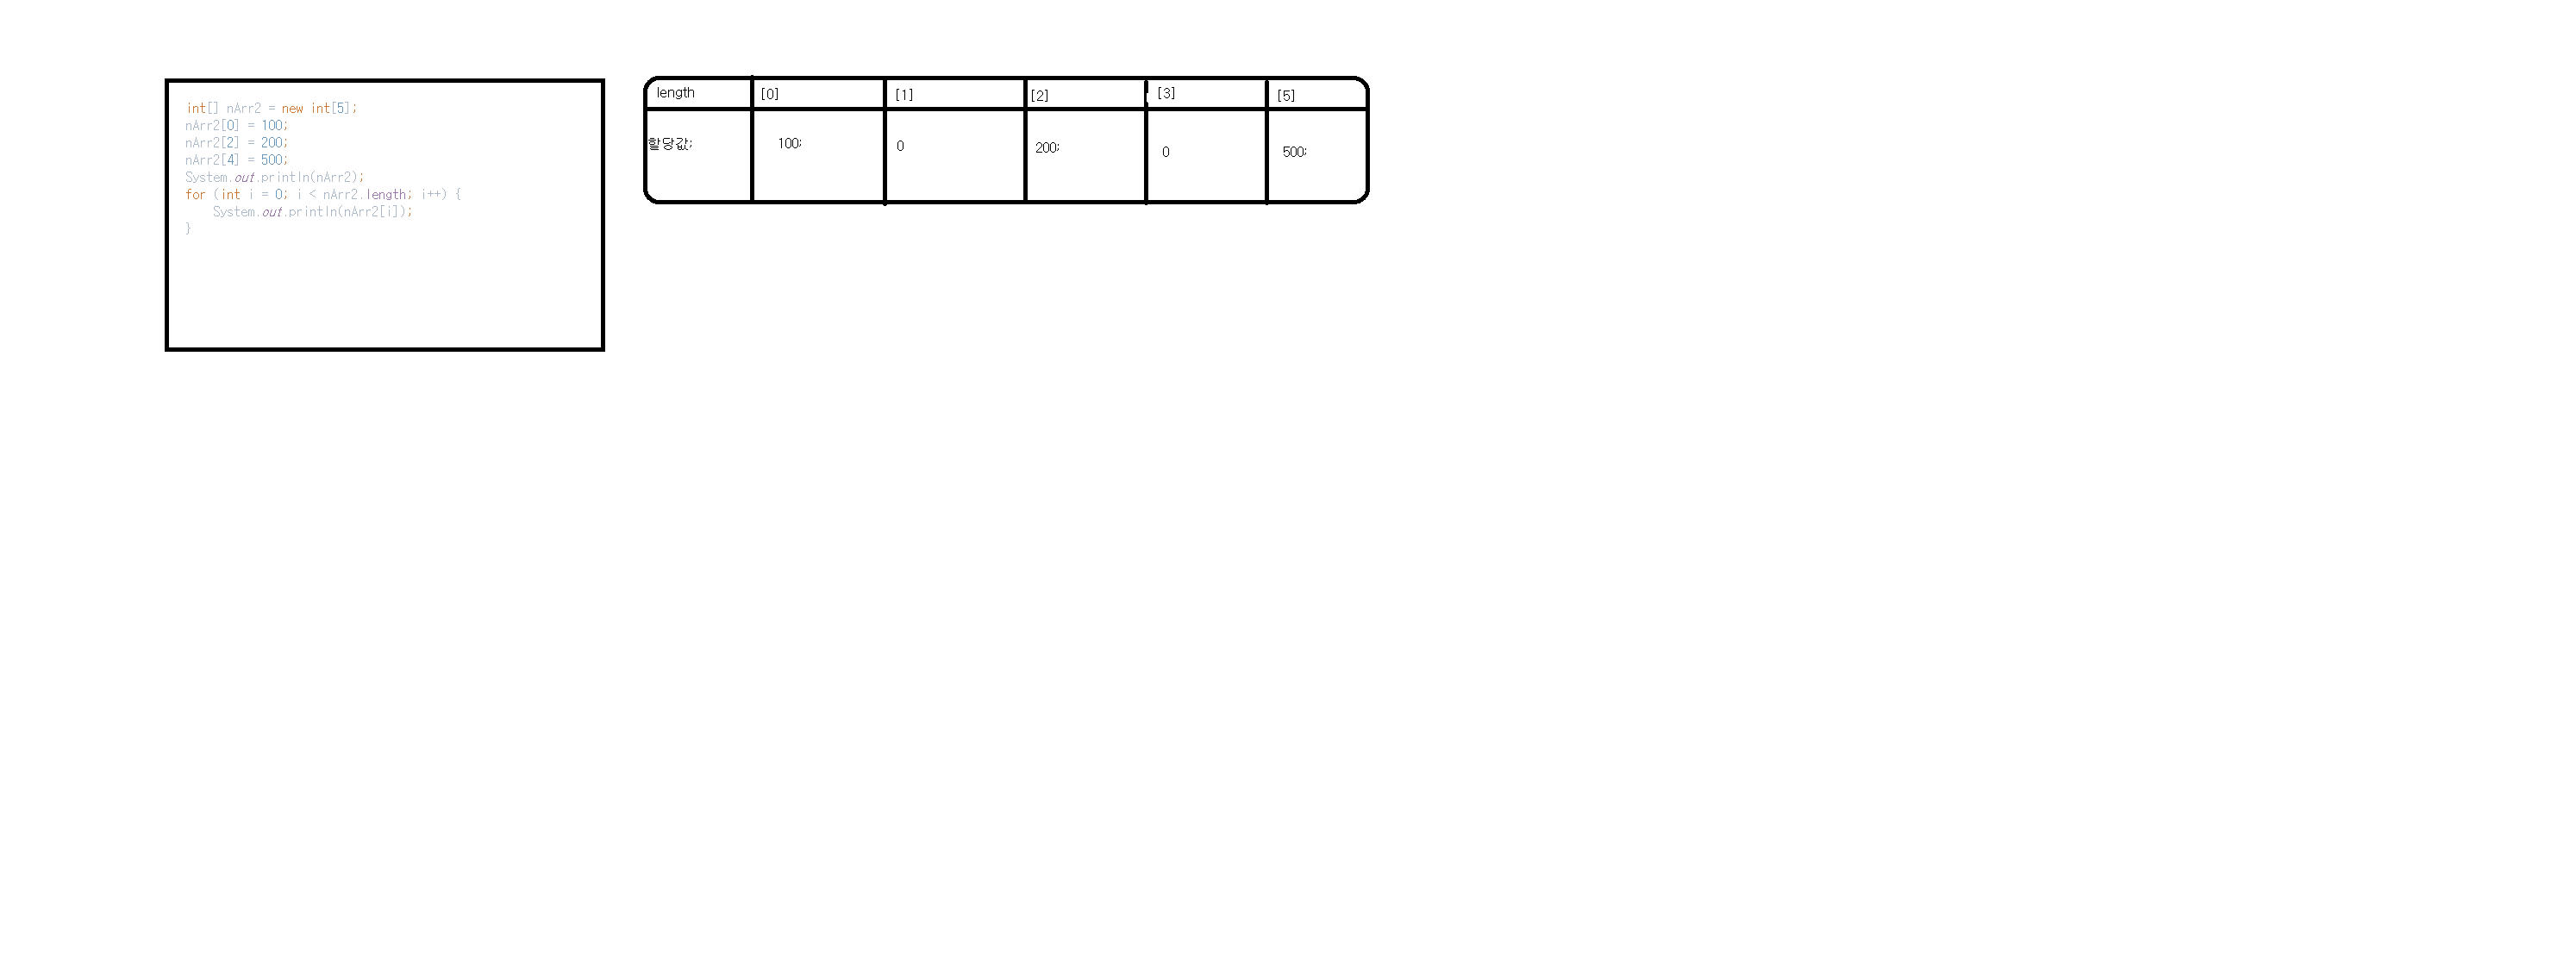 int[] nArr2 = new int[5];
nArr2[0] = 100;
nArr2[2] = 200;
nArr2[4] = 500;
System.out.println(nArr2);
for (int i = 0; i < nArr2.length; i++) {
    System.out.println(nArr2[i]);
}
length [0] [1] [2] [3] [5]
할당값; 100; 0 200; 0 500;